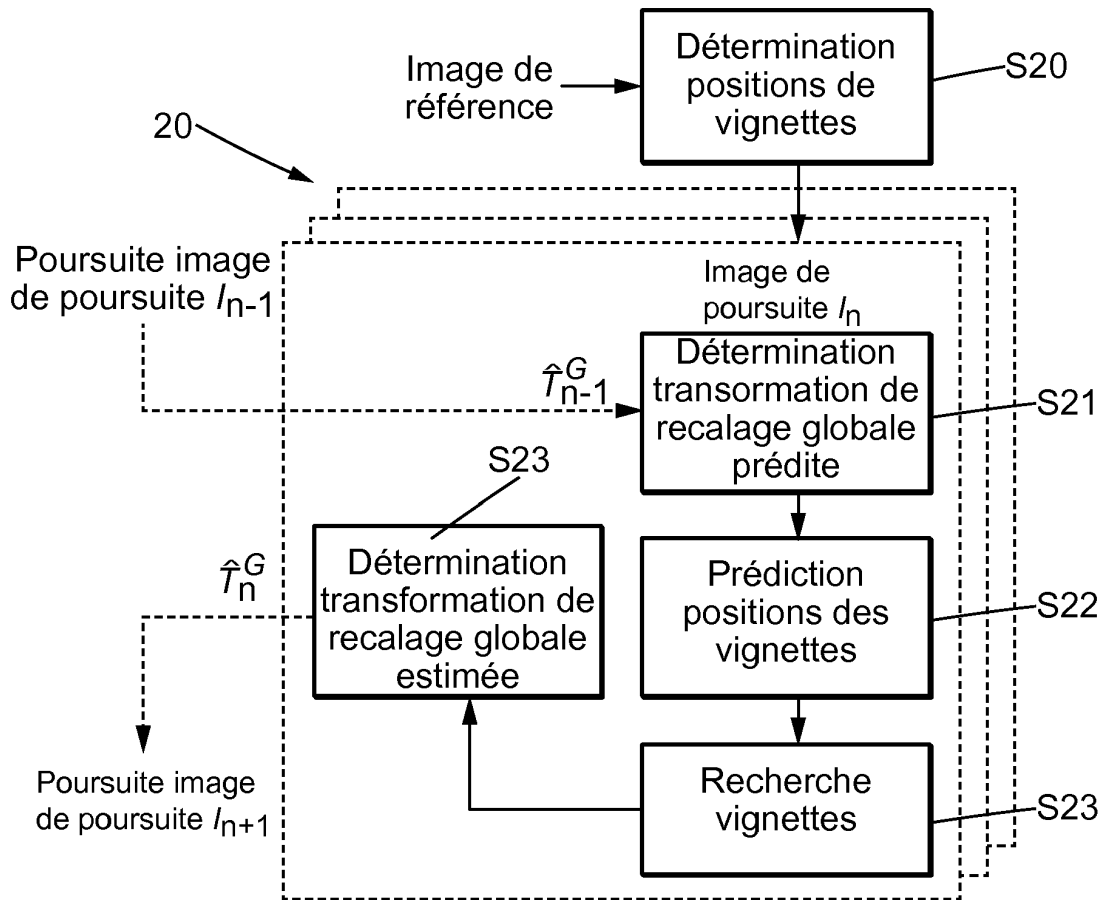 Détermination
positions de
vignettes
S20
Image de
référence
20
Poursuite image
de poursuite In-1
Image de
poursuite In
T̂Gn-1
Détermination
transormation de
recalage globale
prédite
S21
S23
Détermination
transformation de
recalage globale
estimée
T̂Gn
Prédiction
positions des
vignettes
S22
Poursuite image
de poursuite In+1
Recherche
vignettes
S23